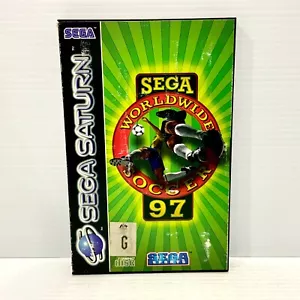 SEGA
SEGA SATURN
SEGA
WORLDWIDE
SOCCER
97
G
SEGA